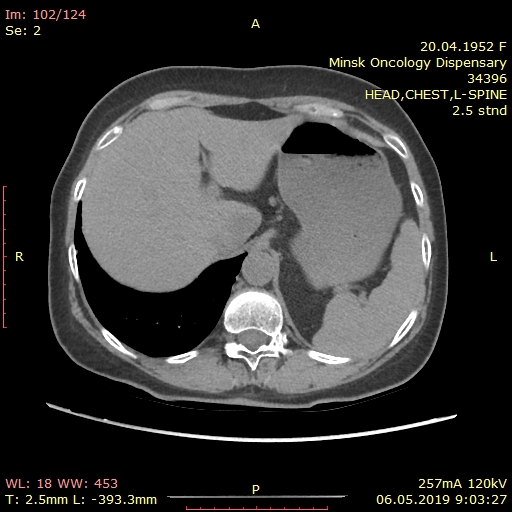 Im: 102/124
Se: 2
A
20.04.1952 F
Minsk Oncology Dispensary
34396
HEAD,CHEST,L-SPINE
2.5 stnd
R
L
WL: 18 WW: 453
T: 2.5mm L: -393.3mm
P
257mA 120kV
06.05.2019 9:03:27